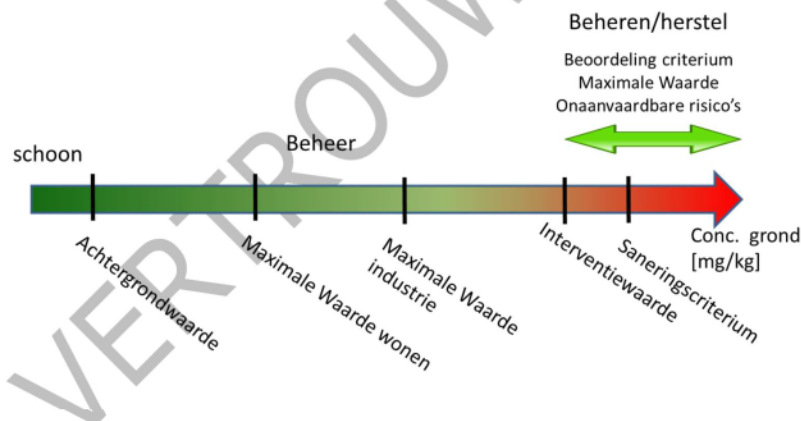 Beheren/herstel
Beoordeling criterium
Maximale Waarde
Onaanvaardbare risico's
schoon
Beheer
Achtergrondwaarde
Maximale Waarde wonen
Maximale Waarde
industrie
Interventiewaarde
Saneringscriterium
Conc. grond
[mg/kg]
VERTROUW